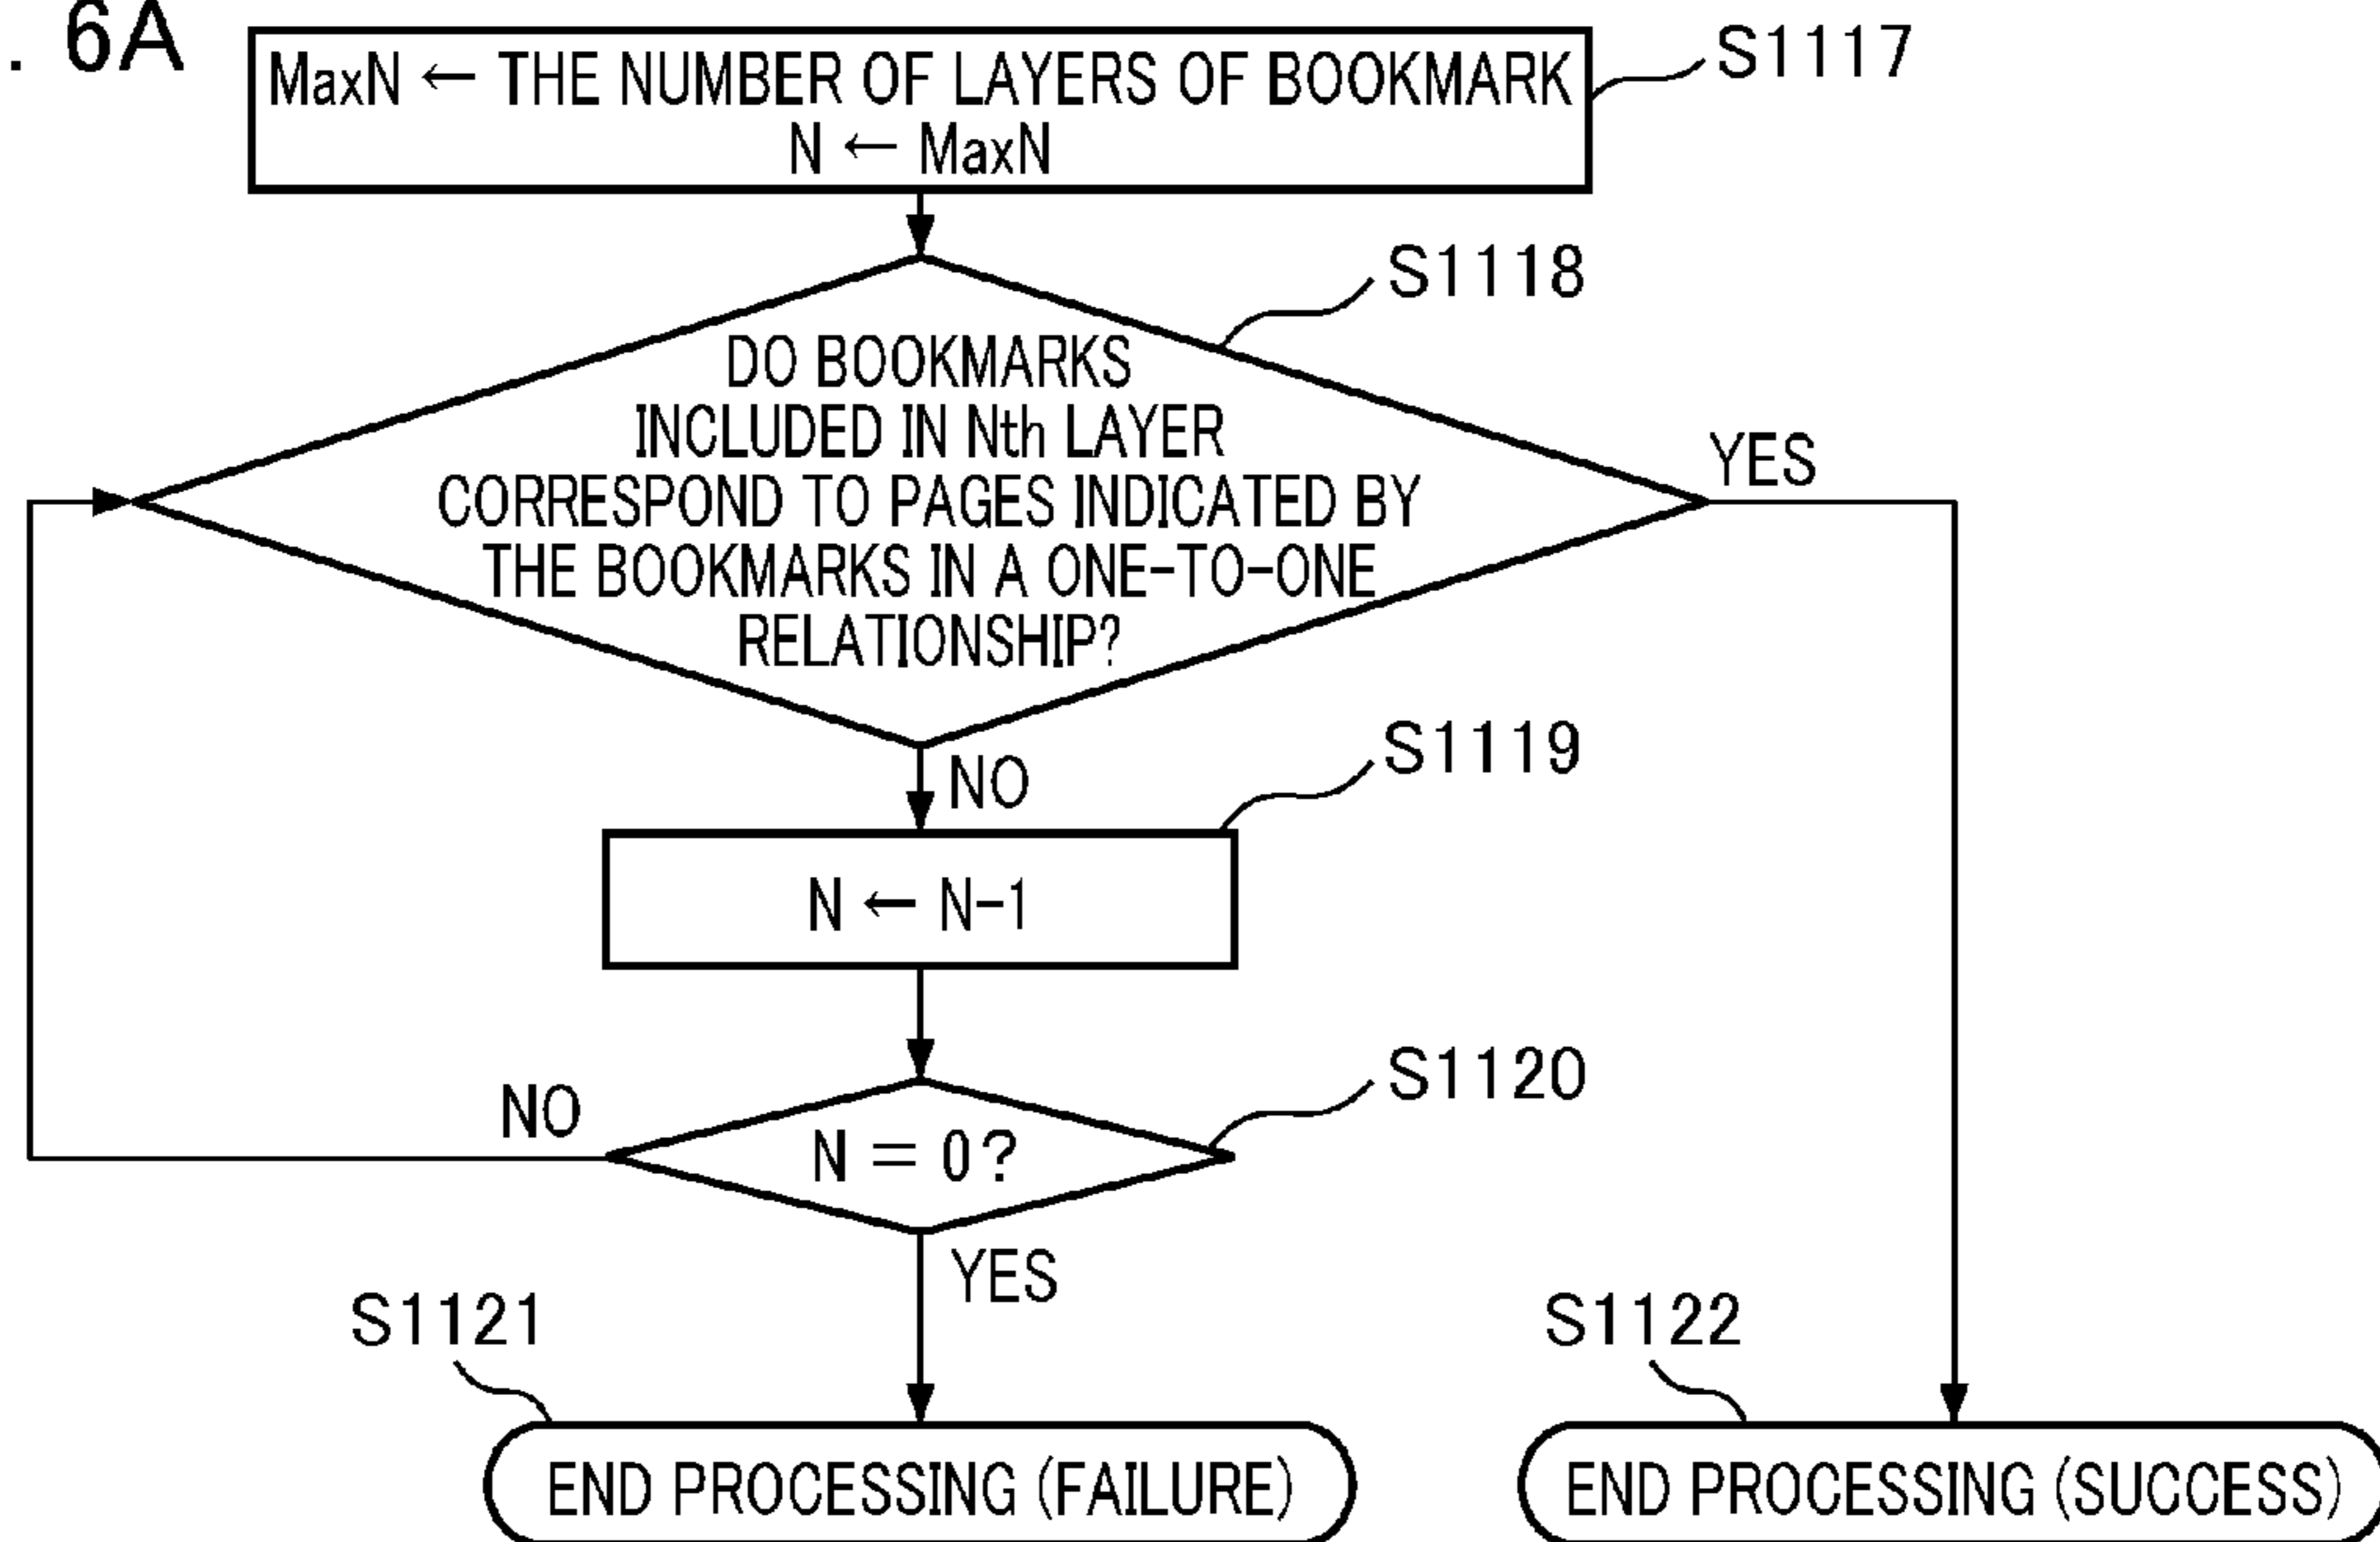 . 6A
MaxN ← THE NUMBER OF LAYERS OF BOOKMARK
N ← MaxN
S1117
S1118
DO BOOKMARKS
INCLUDED IN Nth LAYER
CORRESPOND TO PAGES INDICATED BY
THE BOOKMARKS IN A ONE-TO-ONE
RELATIONSHIP?
YES
NO
S1119
N ← N-1
S1120
N = 0?
NO
YES
S1121
END PROCESSING (FAILURE)
S1122
END PROCESSING (SUCCESS)